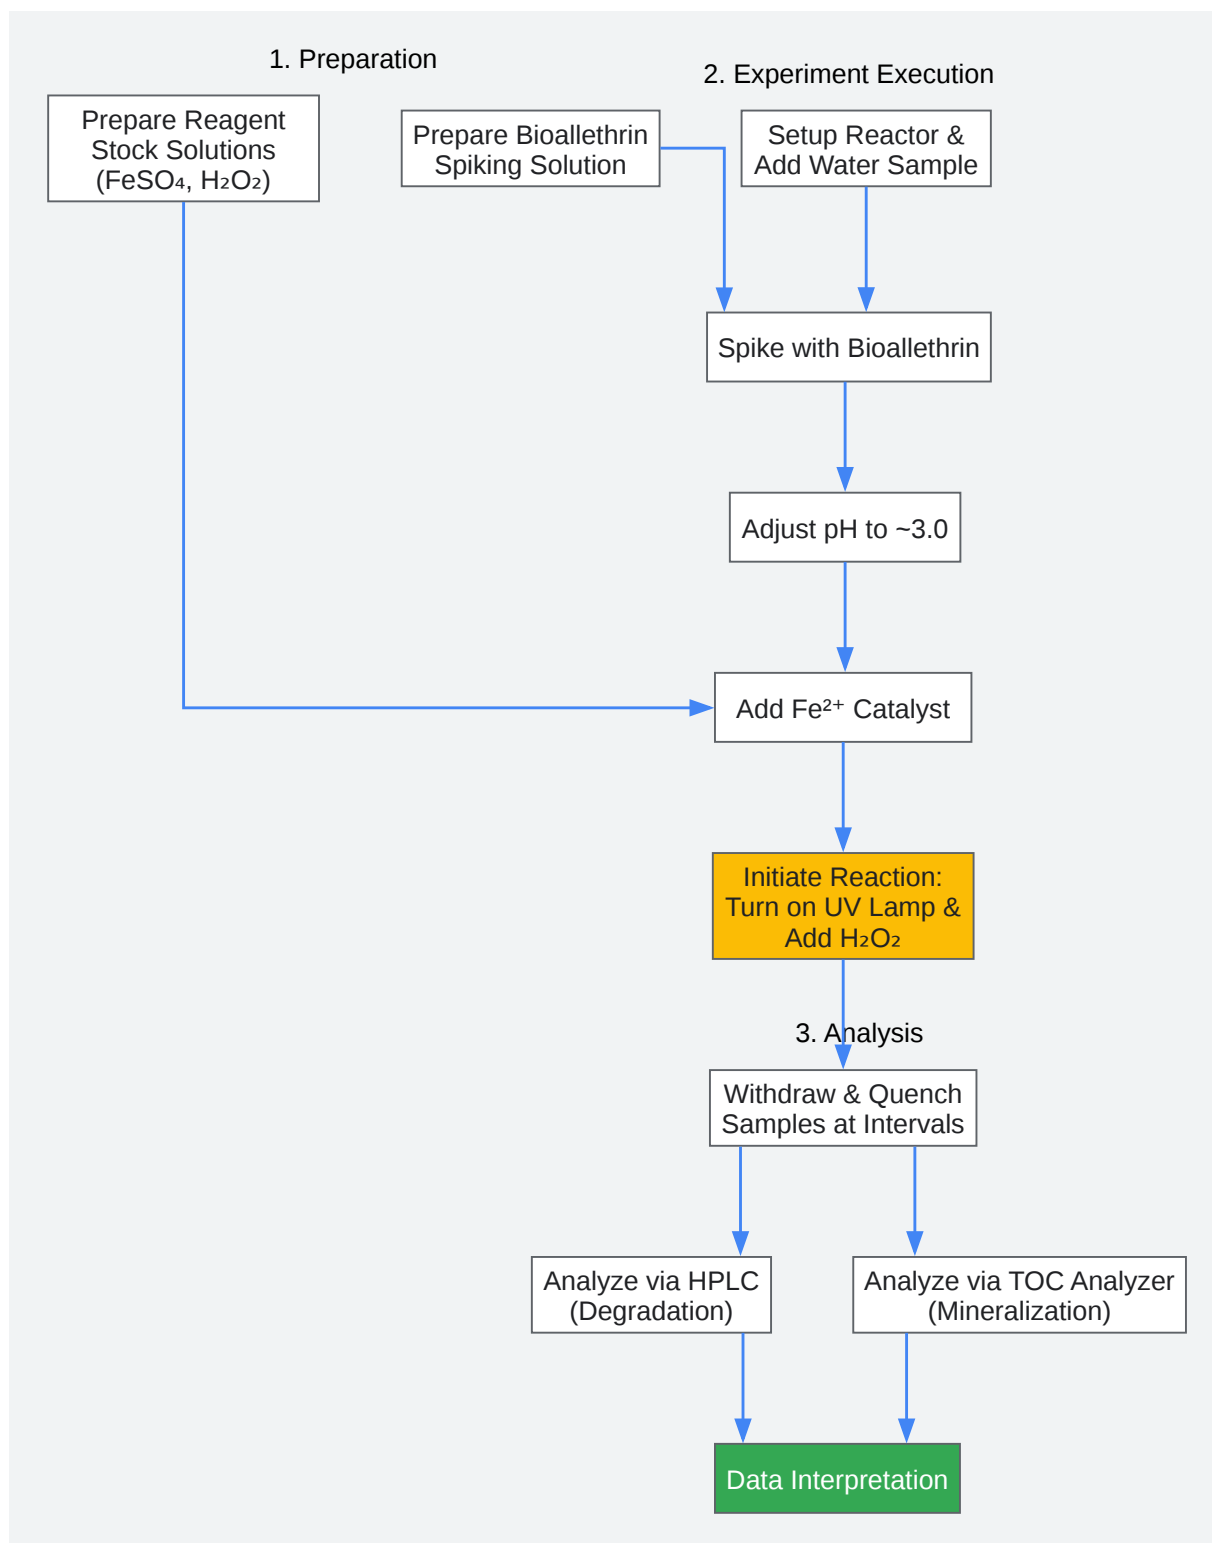 1. Preparation
Prepare Reagent
Stock Solutions
(FeSO₄, H₂O₂)
Prepare Bioallethrin
Spiking Solution
2. Experiment Execution
Setup Reactor &
Add Water Sample
Spike with Bioallethrin
Adjust pH to ~3.0
Add Fe²⁺ Catalyst
Initiate Reaction:
Turn on UV Lamp &
Add H₂O₂
3. Analysis
Withdraw & Quench
Samples at Intervals
Analyze via HPLC
(Degradation)
Analyze via TOC Analyzer
(Mineralization)
Data Interpretation